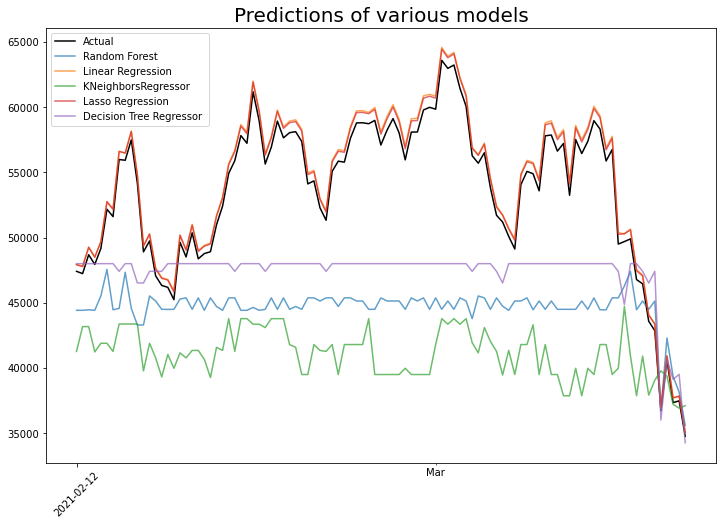 Predictions of various models
Actual
Random Forest
Linear Regression
KNeighborsRegressor
Lasso Regression
Decision Tree Regressor
65000
60000
55000
50000
45000
40000
35000
2021-02-12
Mar